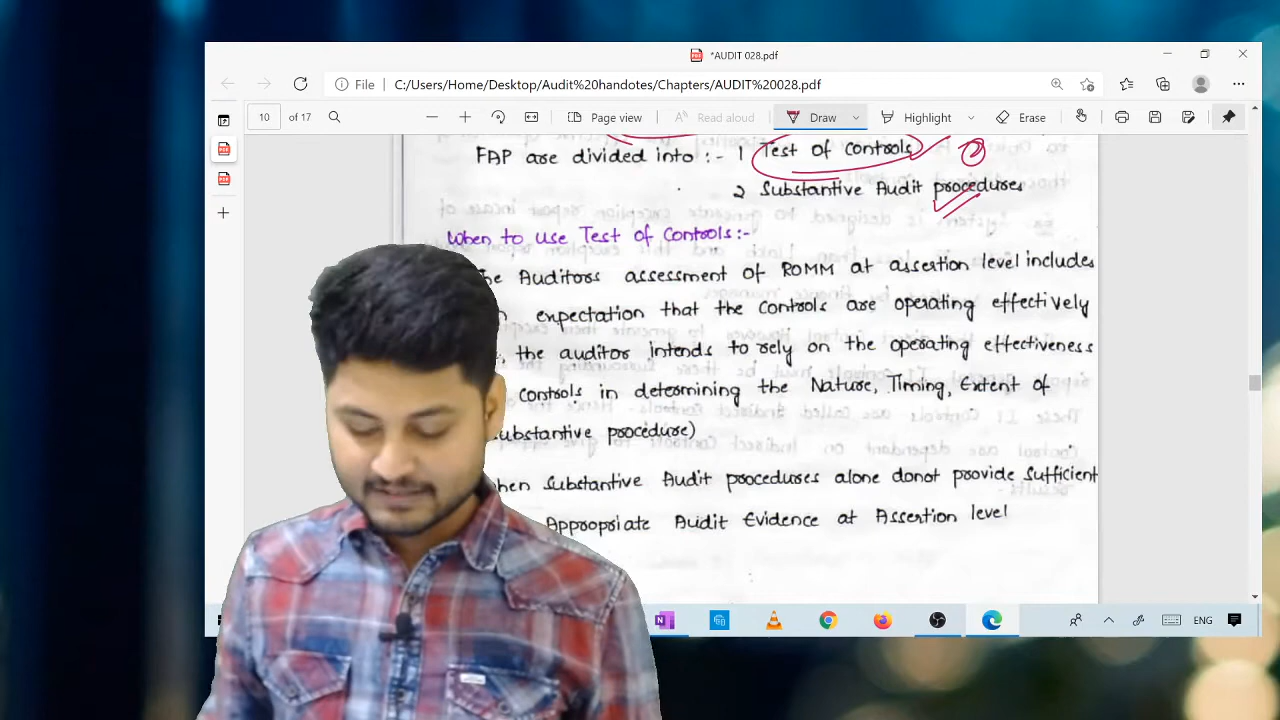 *AUDIT 028.pdf
File C:/Users/Home/Desktop/Audit%20handotes/Chapters/AUDIT%20028.pdf
10 of 17 Page view Read aloud Draw Highlight Erase
FAP are divided into :- 1 Test of Controls
2 Substantive Audit procedures
When to use Test of Controls:-
Auditors assessment of ROMM at assertion level includes
expectation that the Controls are operating effectively
the auditor intends to rely on the operating effectiveness
Controls in determining the Nature, Timing, Extent of
Substantive procedure)
Substantive Audit procedures alone donot provide Sufficient
Appropriate Audit Evidence at Assertion level
ENG